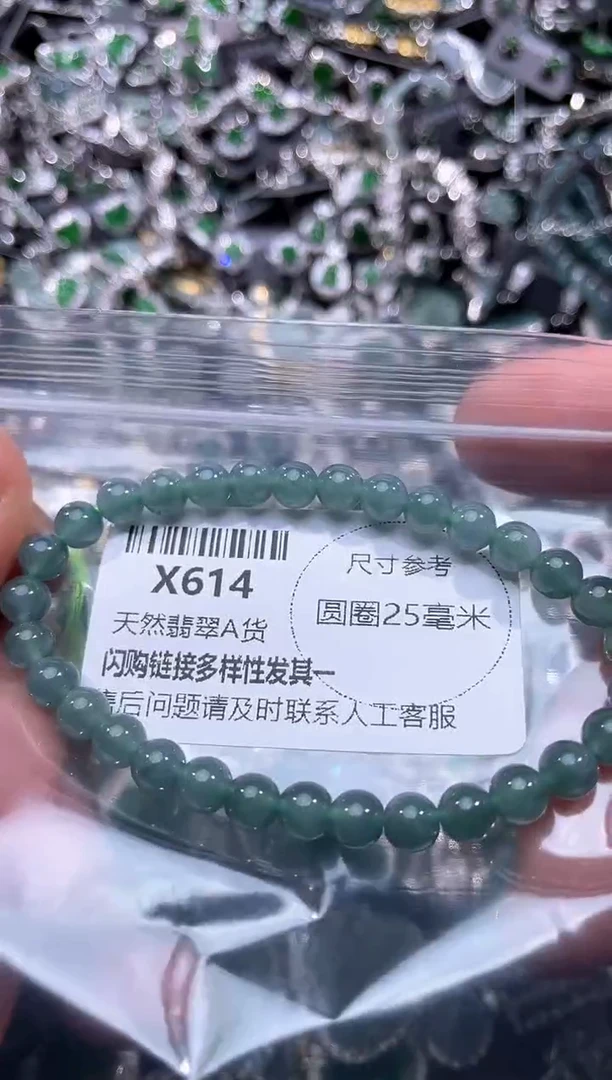 X614
尺寸参考
圆圈25毫米
天然翡翠A货
闪购链接多样性发其一
售后问题请及时联系人工客服